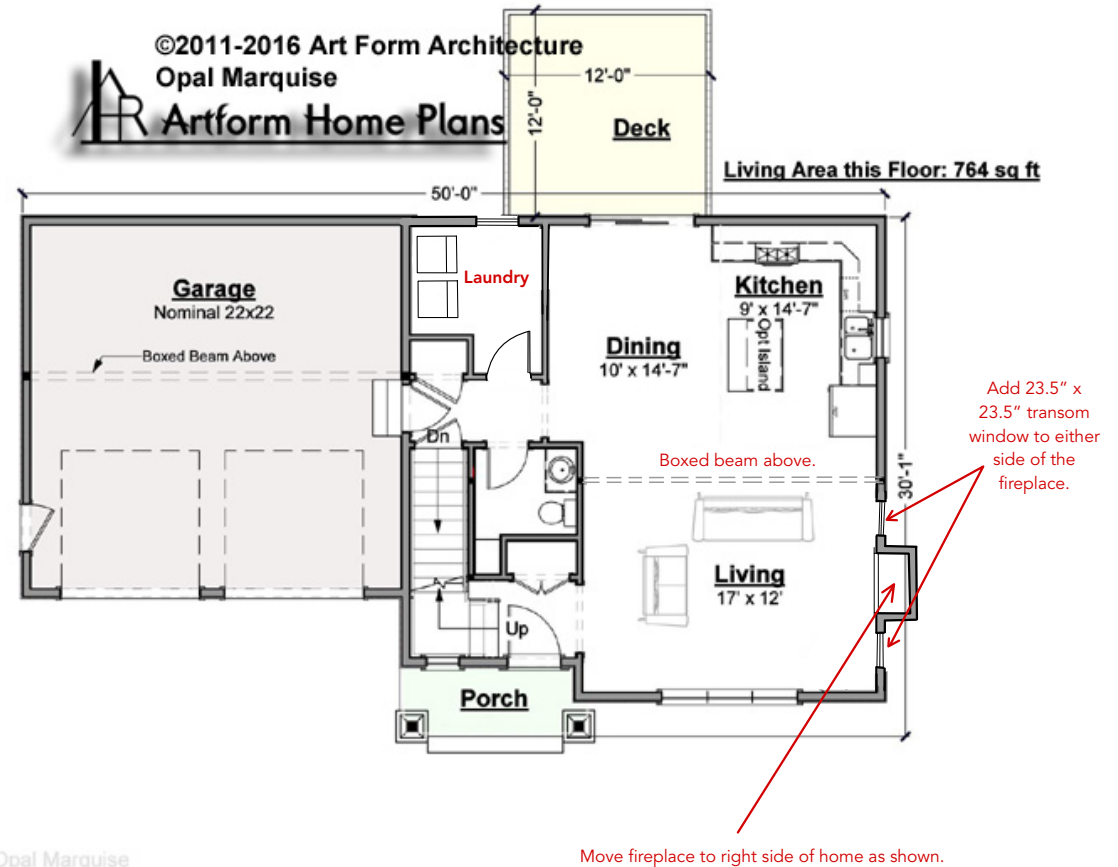 ©2011-2016 Art Form Architecture
Opal Marquise
Artform Home Plans
12'-0"
12'-0"
Deck
Living Area this Floor: 764 sq ft
50'-0"
Garage
Nominal 22x22
Boxed Beam Above
Laundry
Kitchen
9' x 14'-7"
Opt Island
Dining
10' x 14'-7"
Dn
Boxed beam above.
30'-1"
Add 23.5” x
23.5” transom
window to either
side of the
fireplace.
Living
17' x 12'
Up
Porch
Move fireplace to right side of home as shown.
Opal Marquise